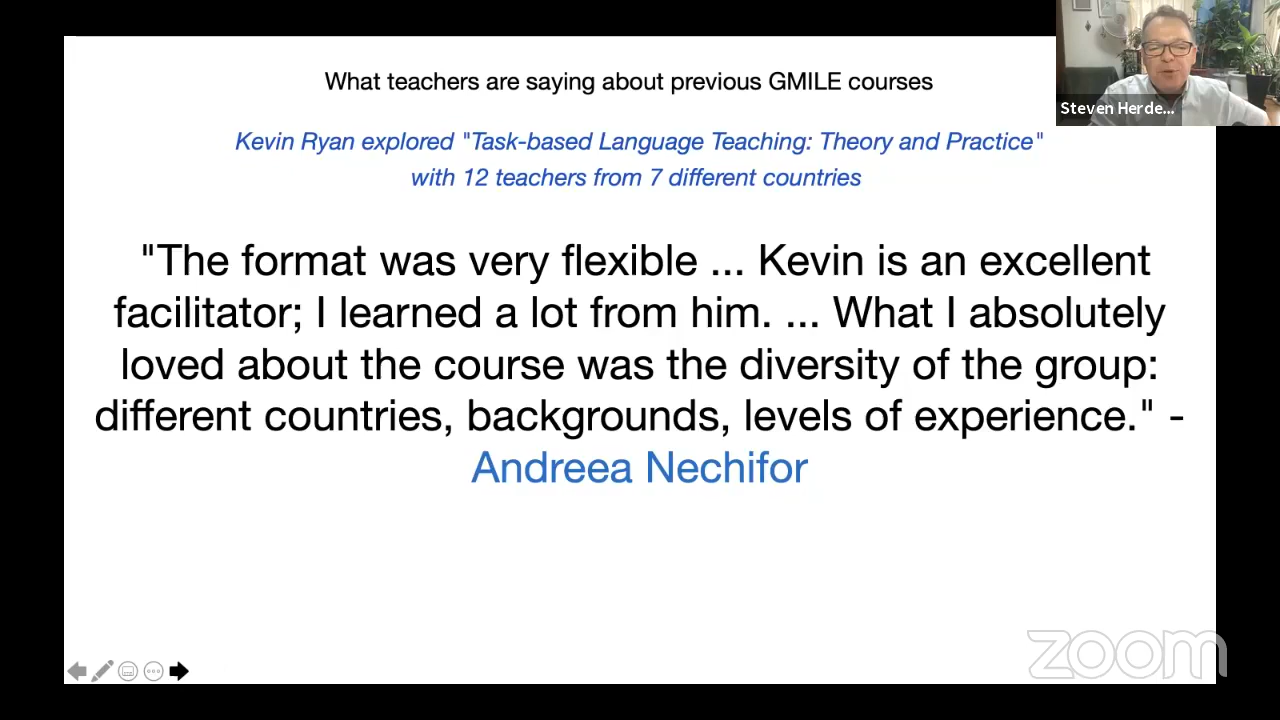 What teachers are saying about previous GMILE courses
Kevin Ryan explored "Task-based Language Teaching: Theory and Practice"
with 12 teachers from 7 different countries
"The format was very flexible ... Kevin is an excellent
facilitator; I learned a lot from him. ... What I absolutely
loved about the course was the diversity of the group:
different countries, backgrounds, levels of experience." -
Andreea Nechifor
Steven Herde...
zoom